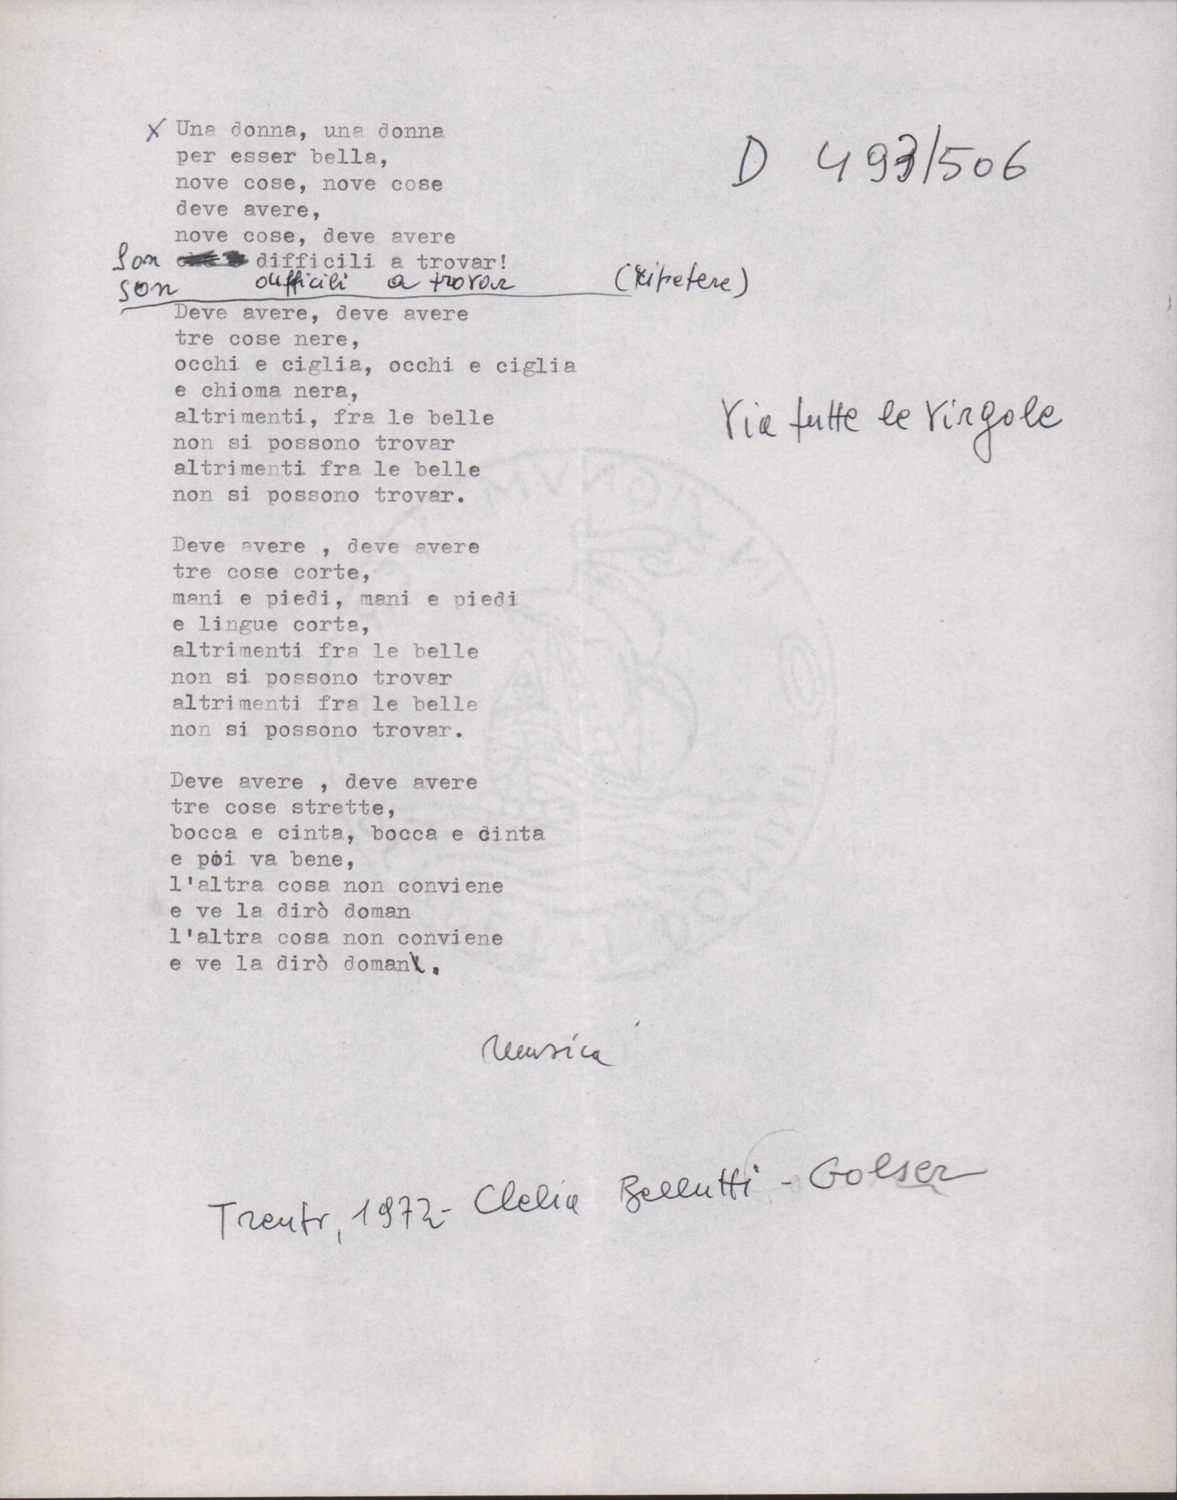 X Una donna, una donna
per esser bella,
nove cose, nove cose
deve avere,
nove cose, deve avere
Son difficili a trovar!
son difficili a trovar (ripetere)
Deve avere, deve avere
tre cose nere,
occhi e ciglia, occhi e ciglia
e chioma nera,
altrimenti, fra le belle
non si possono trovar
altrimenti fra le belle
non si possono trovar.
Deve avere , deve avere
tre cose corte,
mani e piedi, mani e piedi
e lingue corta,
altrimenti fra le belle
non si possono trovar
altrimenti fra le belle
non si possono trovar.
Deve avere , deve avere
tre cose strette,
bocca e cinta, bocca e cinta
e poi va bene,
l'altra cosa non conviene
e ve la dirò doman
l'altra cosa non conviene
e ve la dirò doman.
D 493/506
Via tutte le virgole
Musica
Trento, 1972- Clelia Bellutti - Golser